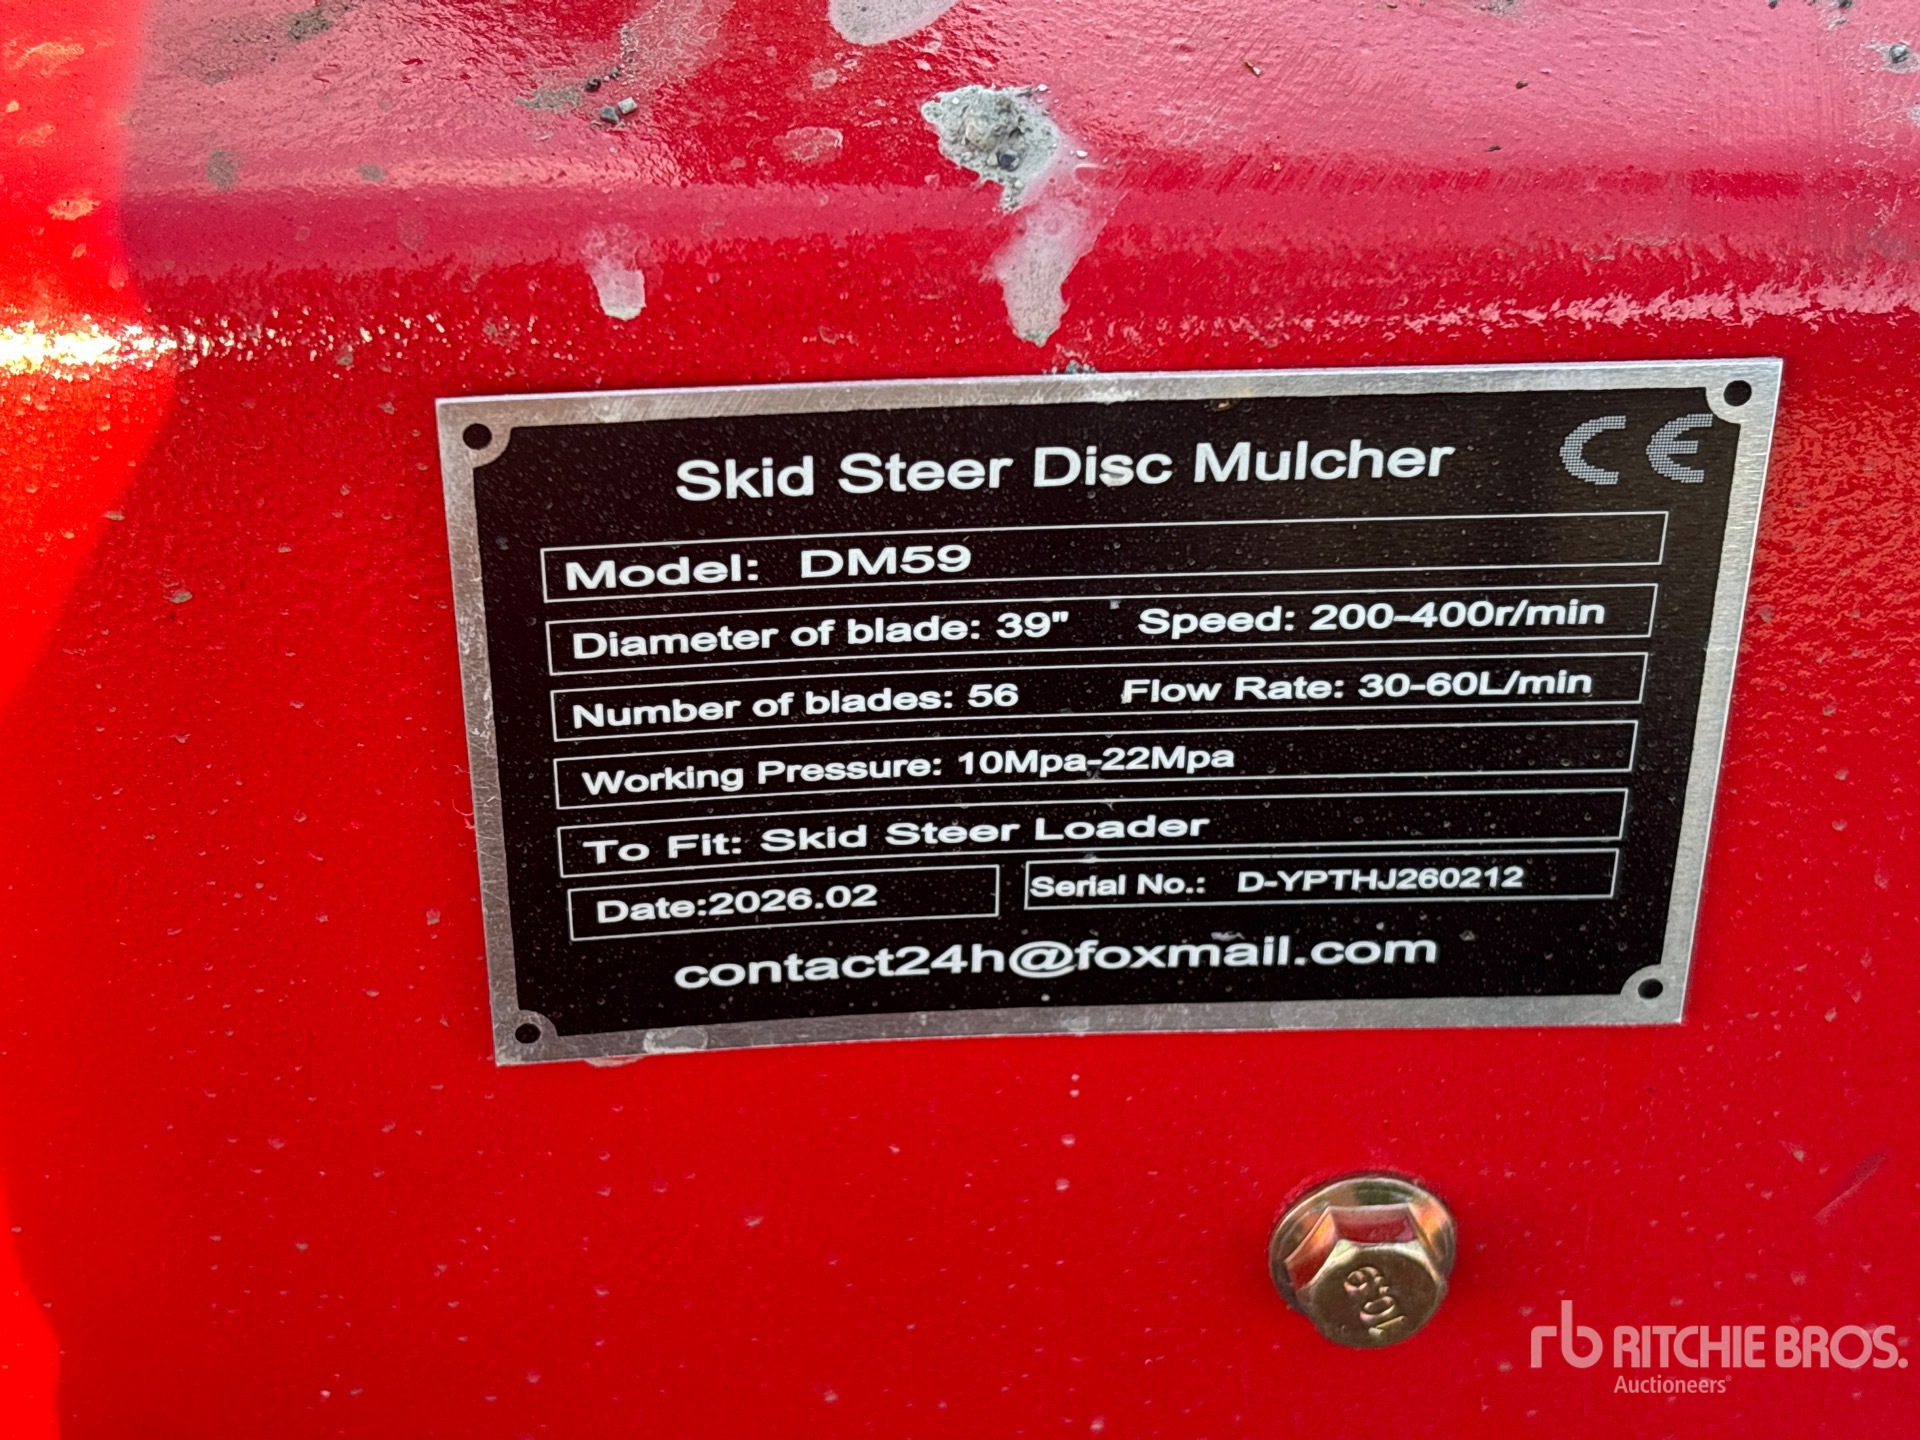 Skid Steer Disc Mulcher CE
Model: DM59
Diameter of blade: 39" Speed: 200-400r/min
Number of blades: 56 Flow Rate: 30-60L/min
Working Pressure: 10Mpa-22Mpa
To Fit: Skid Steer Loader
Date:2026.02 Serial No.: D-YPTHJ260212
contact24h@foxmail.com
10.9
rb RITCHIE BROS.
Auctioneers